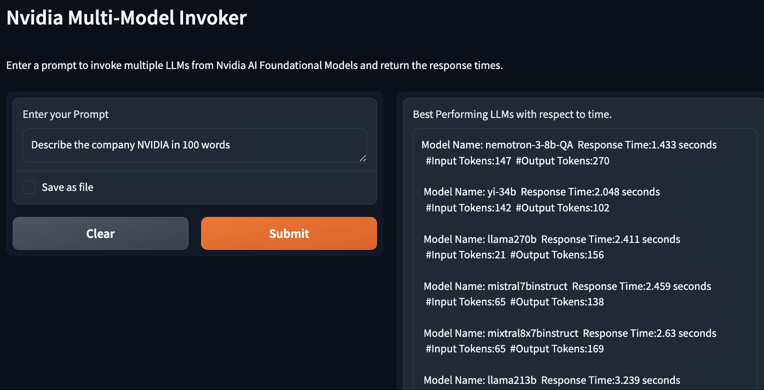 Nvidia Multi-Model Invoker
Enter a prompt to invoke multiple LLMs from Nvidia AI Foundational Models and return the response times.
Enter your Prompt
Describe the company NVIDIA in 100 words
Save as file
Clear
Submit
Best Performing LLMs with respect to time.
Model Name: nemotron-3-8b-QA Response Time:1.433 seconds
#Input Tokens:147 #Output Tokens:270
Model Name: yi-34b Response Time:2.048 seconds
#Input Tokens:142 #Output Tokens:102
Model Name: llama270b Response Time:2.411 seconds
#Input Tokens:21 #Output Tokens:156
Model Name: mistral7binstruct Response Time:2.459 seconds
#Input Tokens:65 #Output Tokens:138
Model Name: mixtral8x7binstruct Response Time:2.63 seconds
#Input Tokens:65 #Output Tokens:169
Model Name: llama213b Response Time:3.239 seconds